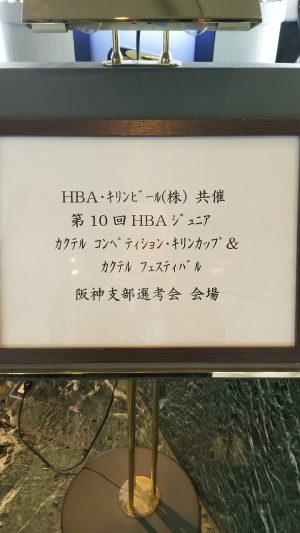 HBA・ｷﾘﾝﾋﾞｰﾙ(株) 共催
第10回HBAｼﾞｭﾆｱ
ｶｸﾃﾙ ｺﾝﾍﾟﾃｨｼｮﾝ・ｷﾘﾝｶｯﾌﾟ&
ｶｸﾃﾙ ﾌｪｽﾃｨﾊﾞﾙ
阪神支部選考会 会場